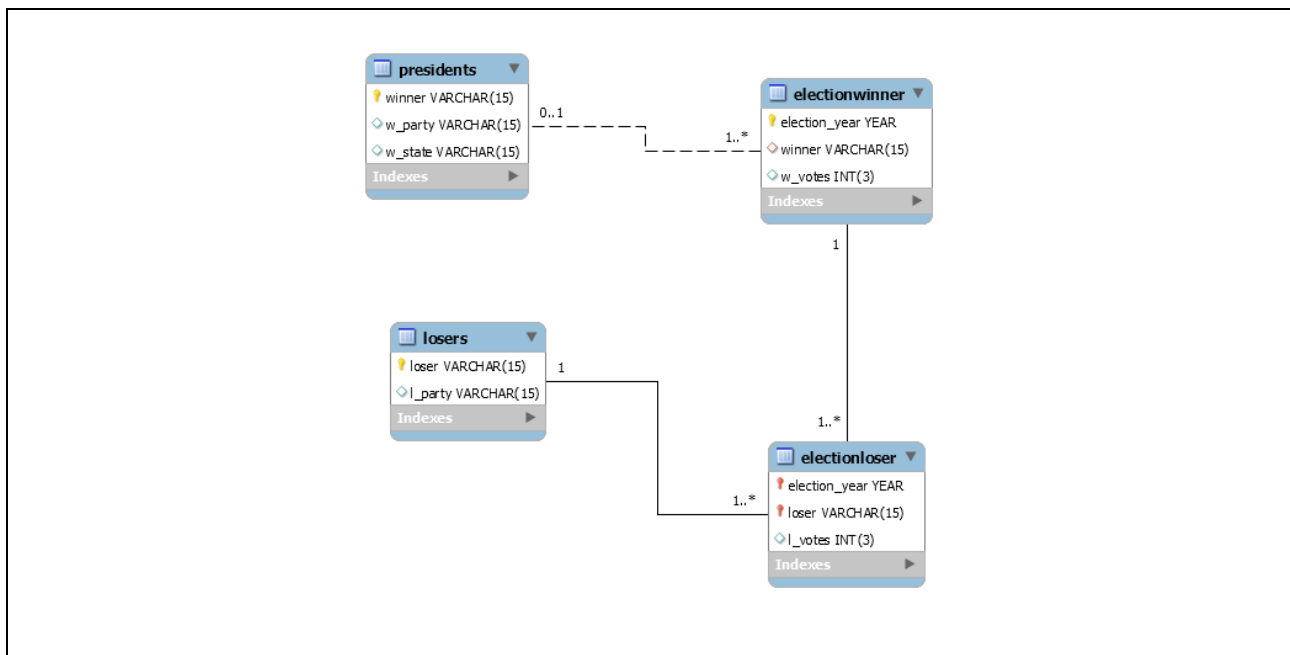 presidents
winner VARCHAR(15)
w_party VARCHAR(15)
w_state VARCHAR(15)
Indexes
0..1
1..*
electionwinner
election_year YEAR
winner VARCHAR(15)
w_votes INT(3)
Indexes
1
losers
loser VARCHAR(15)
l_party VARCHAR(15)
Indexes
1
1..*
1..*
electionloser
election_year YEAR
loser VARCHAR(15)
l_votes INT(3)
Indexes